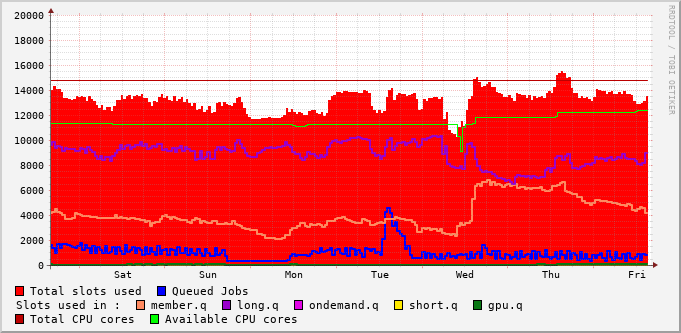 20000
18000
16000
14000
12000
10000
8000
6000
4000
2000
0
Sat Sun Mon Tue Wed Thu Fri
RRDTOOL / TOBI OETIKER
Total slots used Queued Jobs
Slots used in : member.q long.q ondemand.q short.q gpu.q
Total CPU cores Available CPU cores